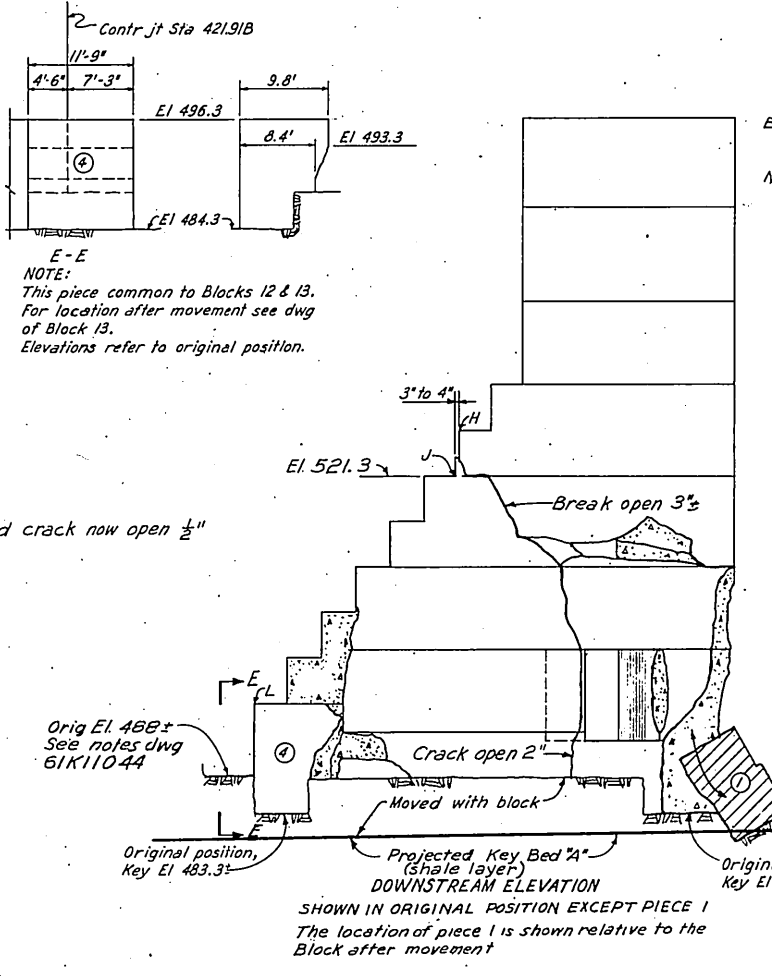 Contr jt Sta 421.91B
11'-9"
4'-6" 7'-3"
9.8'
El 496.3
8.4'
El 493.3
4
El 484.3
E-E
NOTE:
This piece common to Blocks 12 & 13.
For location after movement see dwg
of Block 13.
Elevations refer to original position.
3" to 4"
H
J
El. 521.3
Break open 3"±
d crack now open 1/2"
E
L
Orig El. 488±
See notes dwg
61K11044
4
Crack open 2"
1
Moved with block
E
Original position,
Key El 483.3±
Projected Key Bed "A"
(shale layer)
Origin
Key El
DOWNSTREAM ELEVATION
SHOWN IN ORIGINAL POSITION EXCEPT PIECE 1
The location of piece 1 is shown relative to the
Block after movement